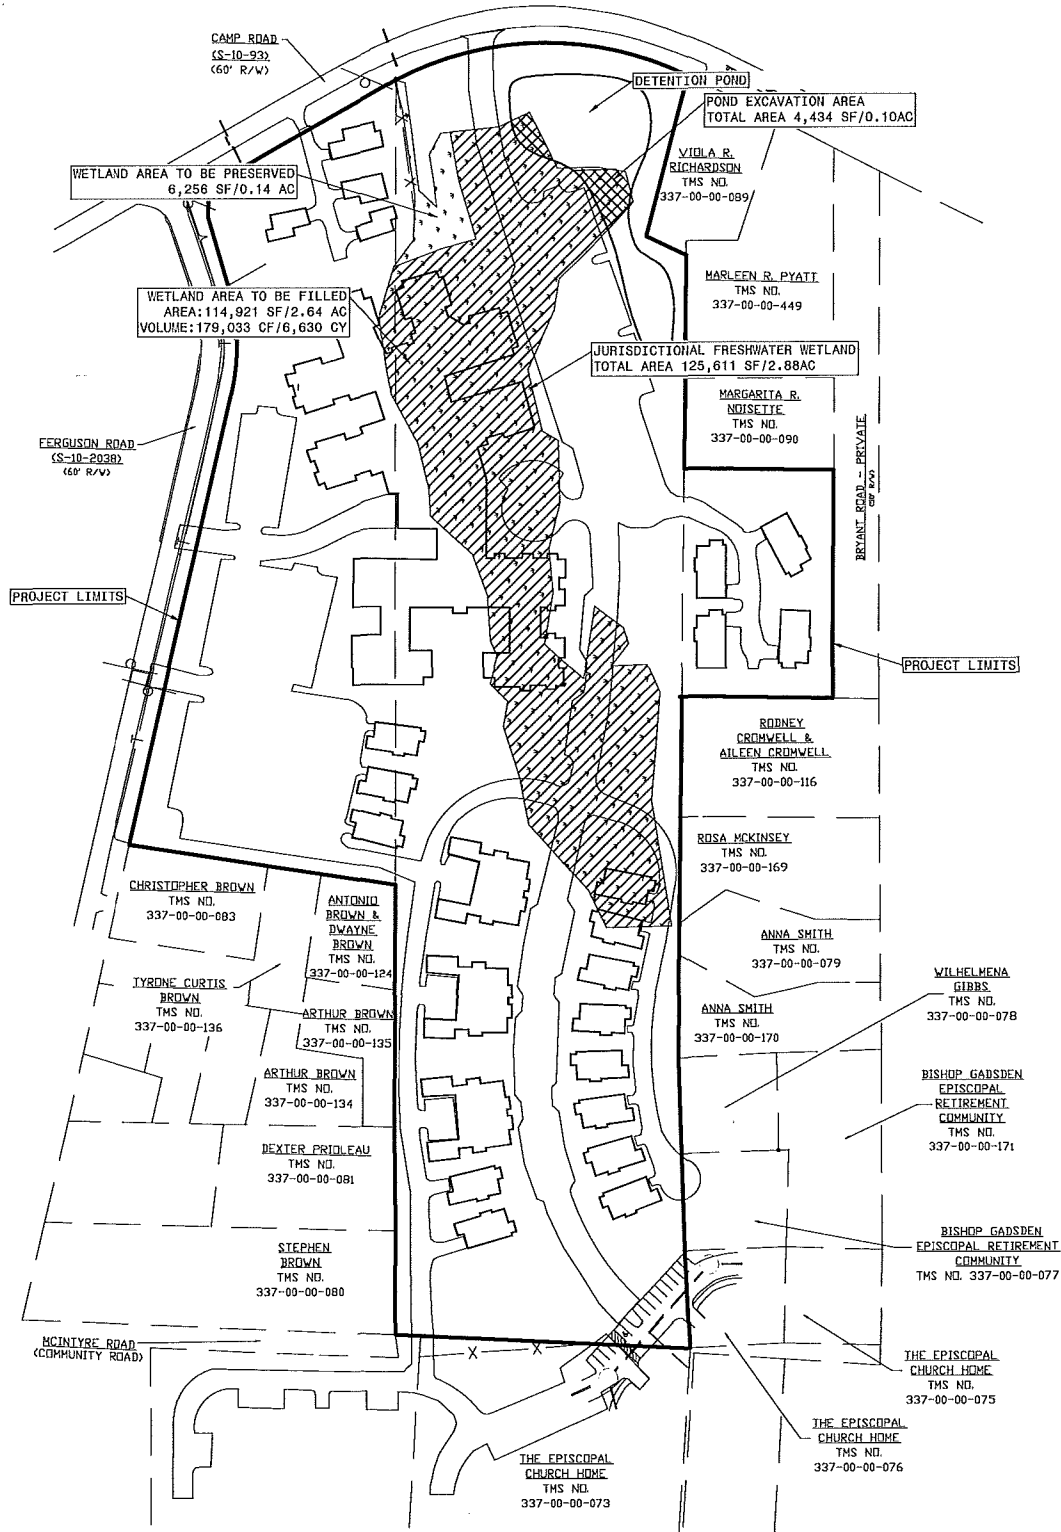 CAMP ROAD
(S-10-93)
(60' R/W)
DETENTION POND
POND EXCAVATION AREA
TOTAL AREA 4,434 SF/0.10AC
VIOLA R.
RICHARDSON
TMS NO.
337-00-00-089
WETLAND AREA TO BE PRESERVED
6,256 SF/0.14 AC
MARLEEN R. PYATT
TMS NO.
337-00-00-449
WETLAND AREA TO BE FILLED
AREA:114,921 SF/2.64 AC
VOLUME:179,033 CF/6,630 CY
JURISDICTIONAL FRESHWATER WETLAND
TOTAL AREA 125,611 SF/2.88AC
MARGARITA R.
NOISETTE
TMS NO.
337-00-00-090
FERGUSON ROAD
(S-10-2038)
(60' R/W)
BRYANT ROAD - PRIVATE
(50' R/W)
PROJECT LIMITS
PROJECT LIMITS
RODNEY
CROMWELL &
AILEEN CROMWELL
TMS NO.
337-00-00-116
ROSA MCKINSEY
TMS NO.
337-00-00-169
CHRISTOPHER BROWN
TMS NO.
337-00-00-083
ANTONIO
BROWN &
DWAYNE
BROWN
TMS NO.
337-00-00-124
ANNA SMITH
TMS NO.
337-00-00-079
TYRONE CURTIS
BROWN
TMS NO.
337-00-00-136
ARTHUR BROWN
TMS NO.
337-00-00-135
ANNA SMITH
TMS NO.
337-00-00-170
WILHELMENA
GIBBS
TMS NO.
337-00-00-078
ARTHUR BROWN
TMS NO.
337-00-00-134
BISHOP GADSDEN
EPISCOPAL
RETIREMENT
COMMUNITY
TMS NO.
337-00-00-171
DEXTER PRIOLEAU
TMS NO.
337-00-00-081
STEPHEN
BROWN
TMS NO.
337-00-00-080
BISHOP GADSDEN
EPISCOPAL RETIREMENT
COMMUNITY
TMS NO. 337-00-00-077
MCINTYRE ROAD
(COMMUNITY ROAD)
THE EPISCOPAL
CHURCH HOME
TMS NO.
337-00-00-075
THE EPISCOPAL
CHURCH HOME
TMS NO.
337-00-00-076
THE EPISCOPAL
CHURCH HOME
TMS NO.
337-00-00-073